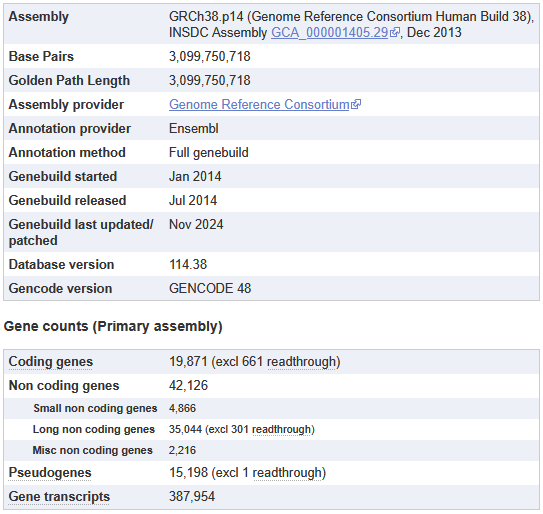 Assembly GRCh38.p14 (Genome Reference Consortium Human Build 38),
INSDC Assembly GCA_000001405.29, Dec 2013
Base Pairs 3,099,750,718
Golden Path Length 3,099,750,718
Assembly provider Genome Reference Consortium
Annotation provider Ensembl
Annotation method Full genebuild
Genebuild started Jan 2014
Genebuild released Jul 2014
Genebuild last updated/ Nov 2024
patched
Database version 114.38
Gencode version GENCODE 48
Gene counts (Primary assembly)
Coding genes 19,871 (excl 661 readthrough)
Non coding genes 42,126
Small non coding genes 4,866
Long non coding genes 35,044 (excl 301 readthrough)
Misc non coding genes 2,216
Pseudogenes 15,198 (excl 1 readthrough)
Gene transcripts 387,954